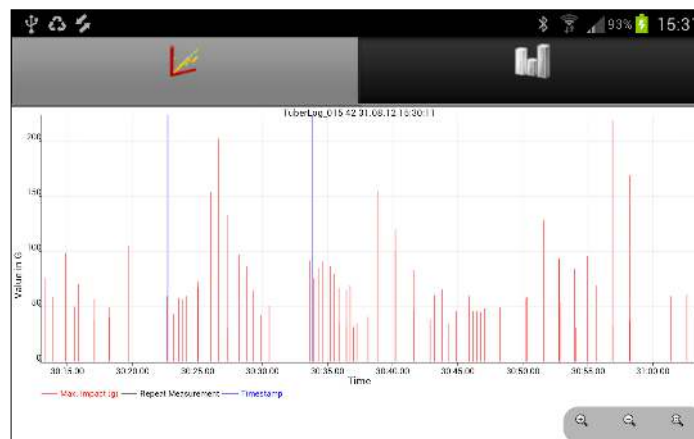 93% 15:31
TuberLog_015 42 31.08.12 15:30:11
Value in G
200
150
100
50
0
30:15:00 30:20:00 30:25:00 30:30:00 30:35:00 30:40:00 30:45:00 30:50:00 30:55:00 31:00:00
Time
Max. Impact (g) Repeat Measurement Timestamp